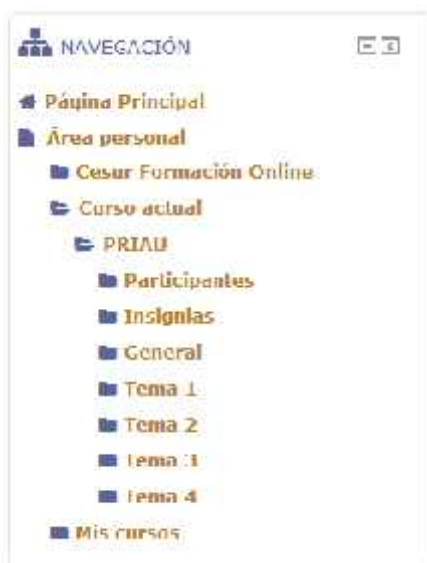 NAVEGACIÓN
Página Principal
Área personal
Cesur Formación Online
Curso actual
PRIAU
Participantes
Insignias
General
Tema 1
Tema 2
Tema 3
Tema 4
Mis cursos